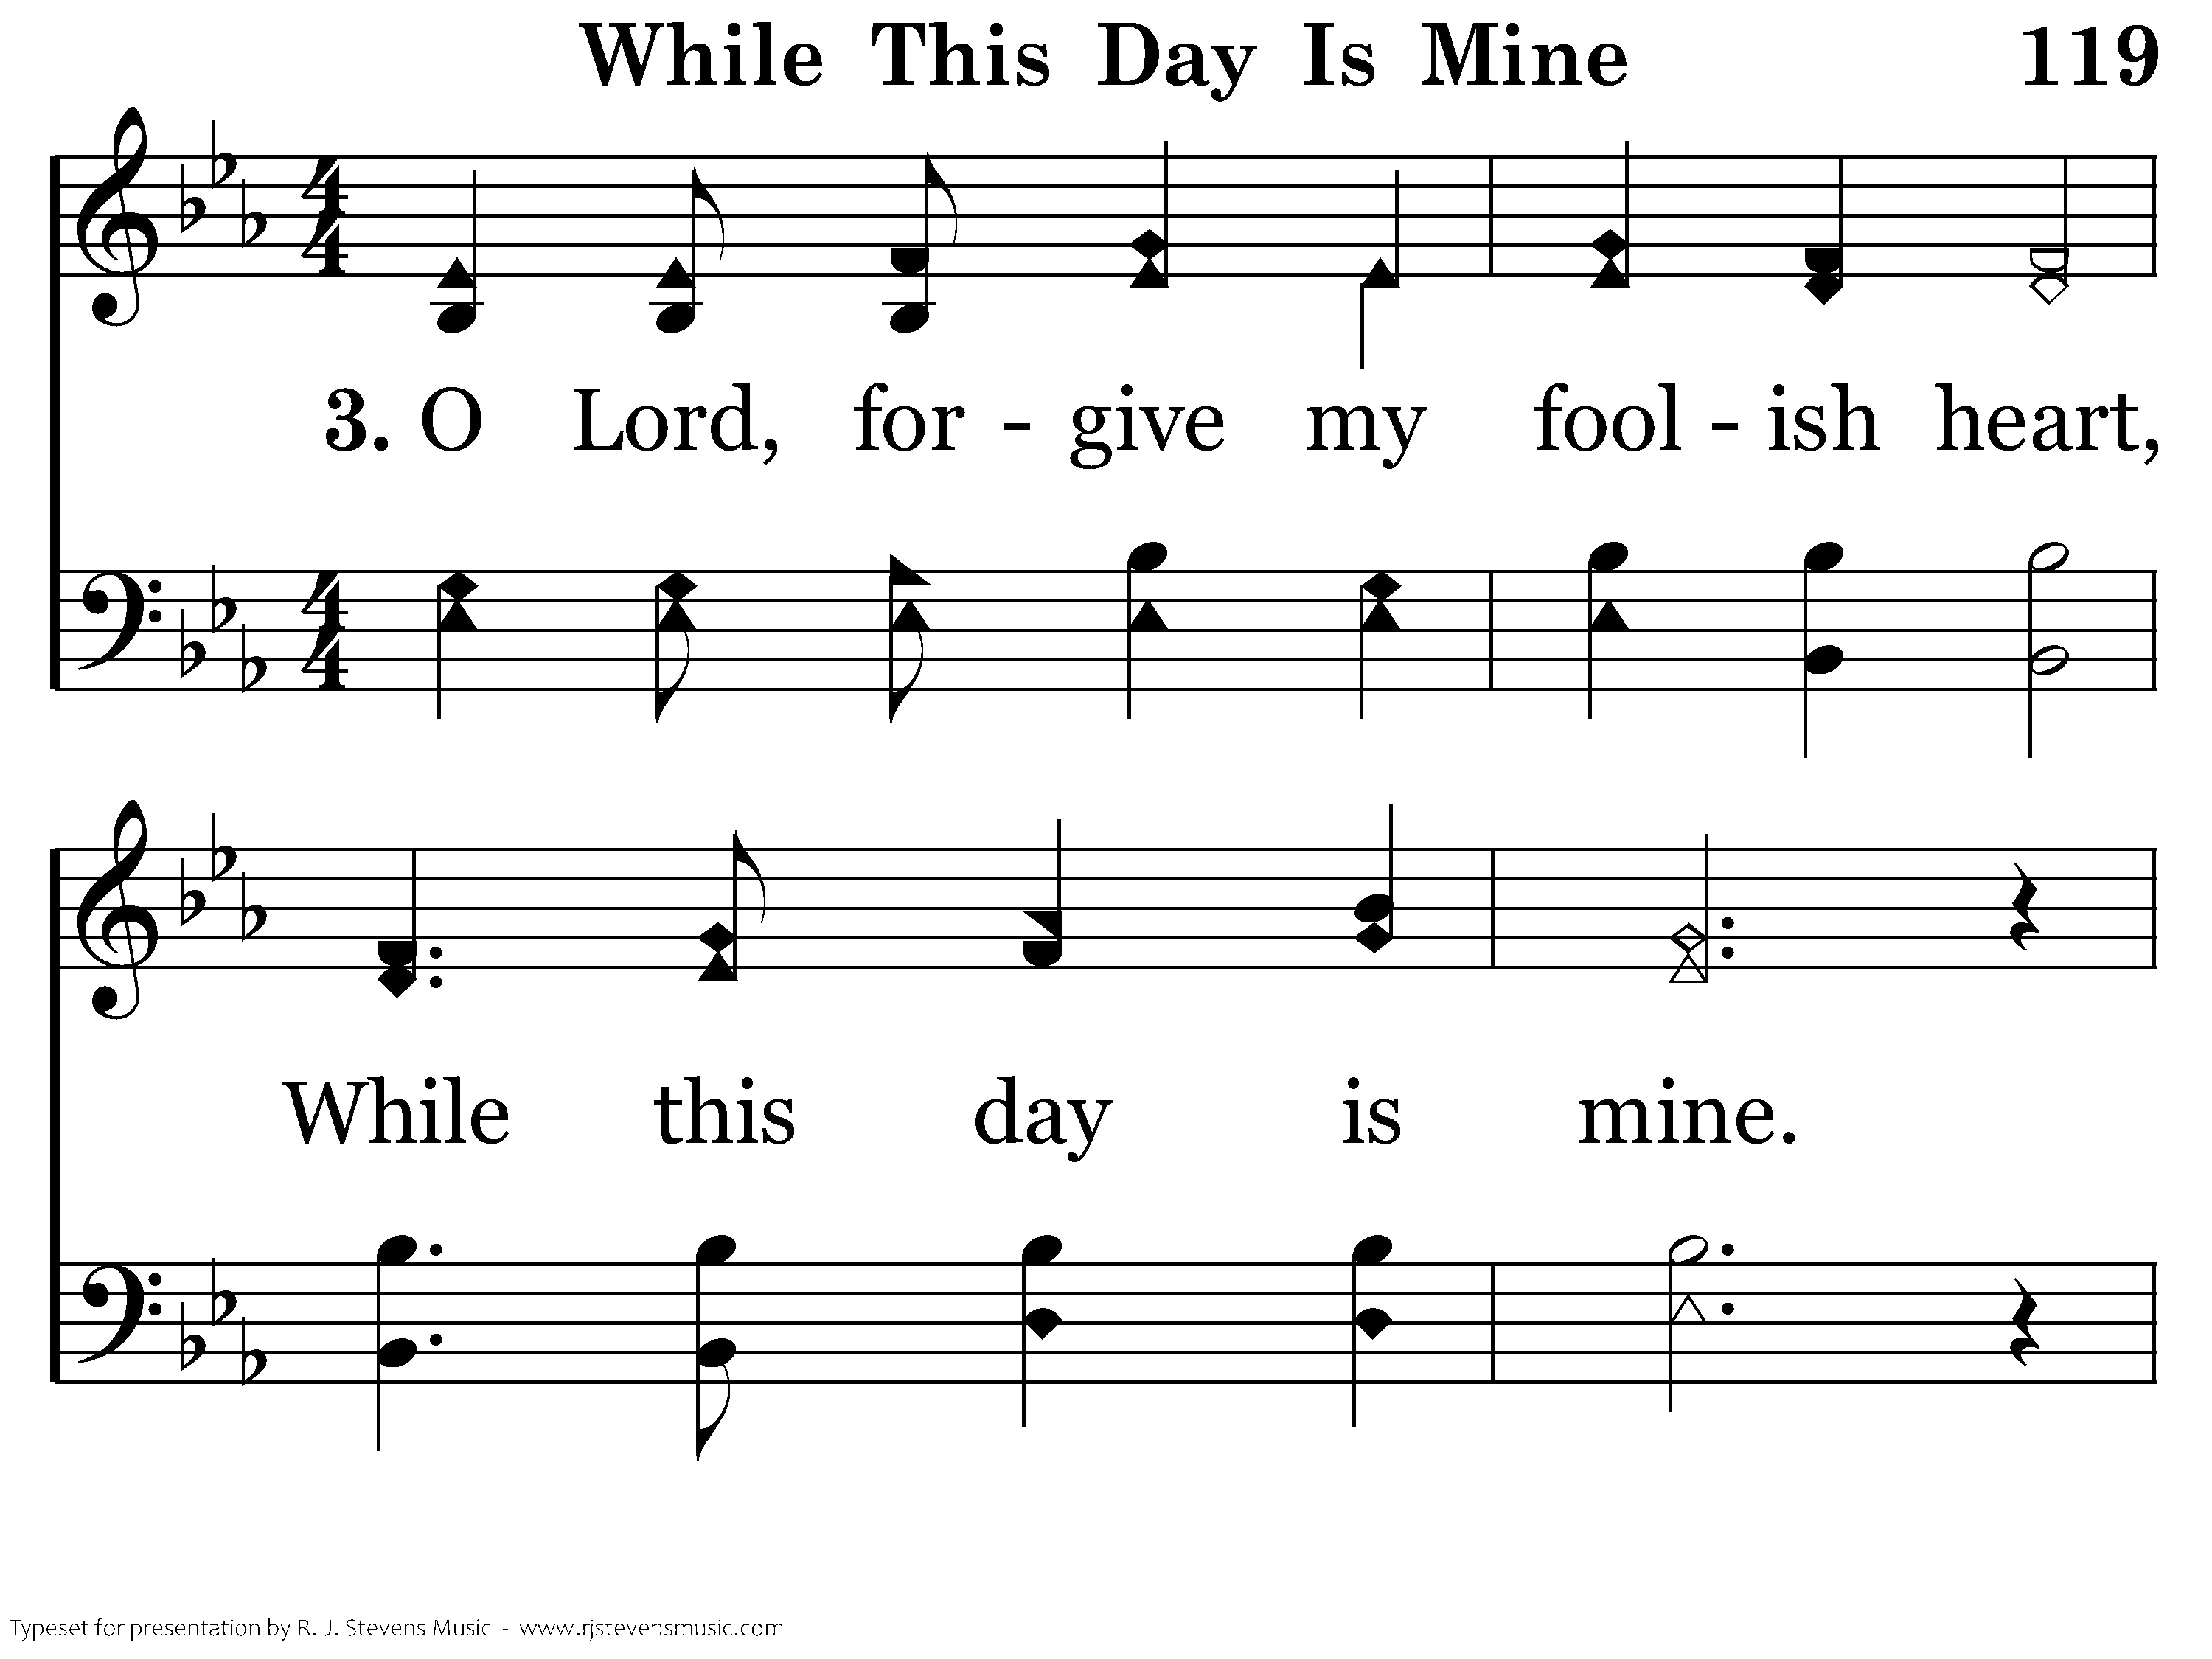 While This Day Is Mine 119
3. O Lord, for - give my fool - ish heart,
While this day is mine.
Typeset for presentation by R. J. Stevens Music - www.rjstevensmusic.com